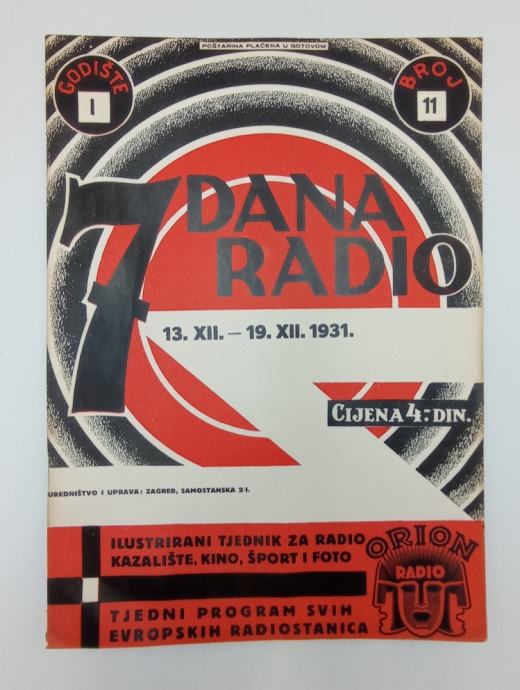 POŠTARINA PLAĆENA U GOTOVOM
GODIŠTE
I
BROJ
11
7 DANA
RADIO
13. XII. — 19. XII. 1931.
CIJENA 4:- DIN.
UREDNIŠTVO I UPRAVA: ZAGREB, SAMOSTANSKA 2/I.
ILUSTRIRANI TJEDNIK ZA RADIO
KAZALIŠTE, KINO, ŠPORT I FOTO
TJEDNI PROGRAM SVIH
EVROPSKIH RADIOSTANICA
ORION
RADIO